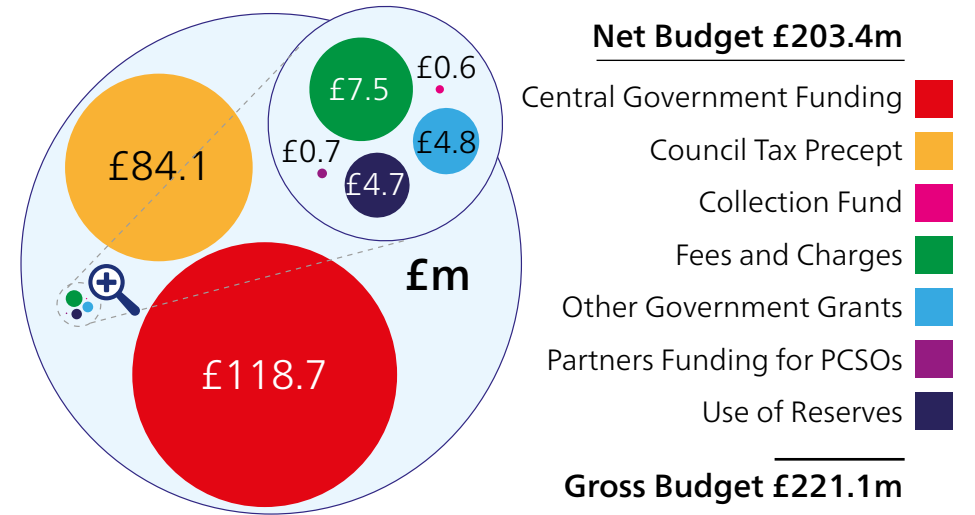 £84.1
£118.7
£m
£7.5
£0.6
£4.8
£0.7
£4.7
Net Budget £203.4m
Central Government Funding
Council Tax Precept
Collection Fund
Fees and Charges
Other Government Grants
Partners Funding for PCSOs
Use of Reserves
Gross Budget £221.1m